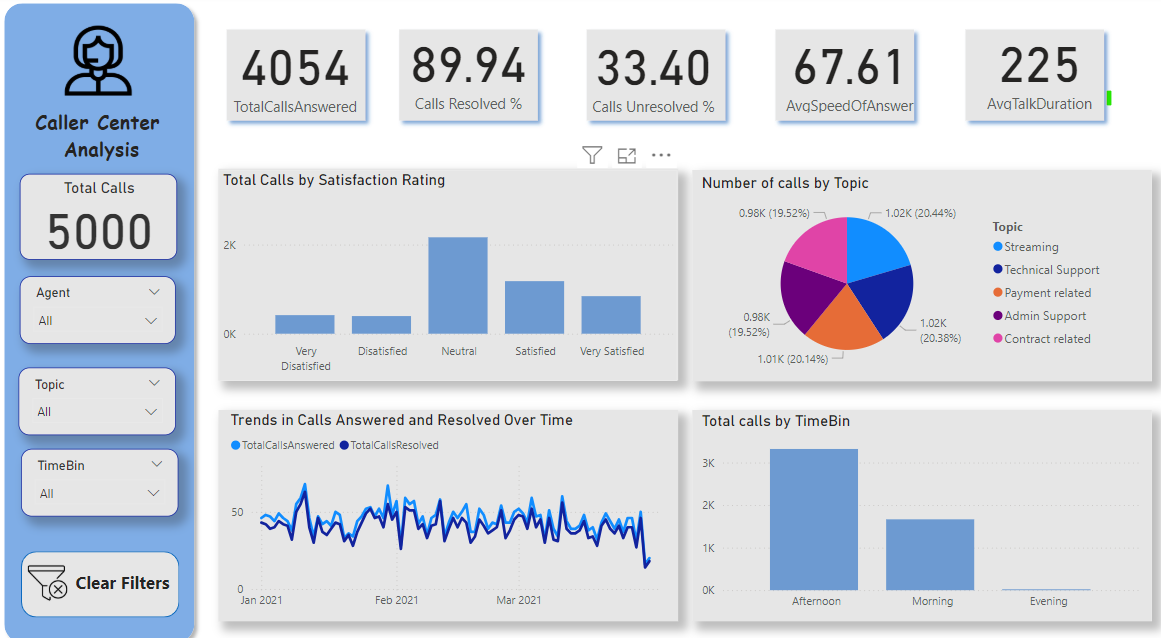 Caller Center
Analysis
Total Calls
5000
Agent
All
Topic
All
TimeBin
All
Clear Filters
4054
TotalCallsAnswered
89.94
Calls Resolved %
33.40
Calls Unresolved %
67.61
AvgSpeedOfAnswer
225
AvgTalkDuration
Total Calls by Satisfaction Rating
2K
0K
Very
Disatisfied
Disatisfied
Neutral
Satisfied
Very Satisfied
Number of calls by Topic
0.98K (19.52%)
1.02K (20.44%)
0.98K
(19.52%)
1.02K
(20.38%)
1.01K (20.14%)
Topic
Streaming
Technical Support
Payment related
Admin Support
Contract related
Trends in Calls Answered and Resolved Over Time
TotalCallsAnswered
TotalCallsResolved
50
0
Jan 2021
Feb 2021
Mar 2021
Total calls by TimeBin
3K
2K
1K
0K
Afternoon
Morning
Evening